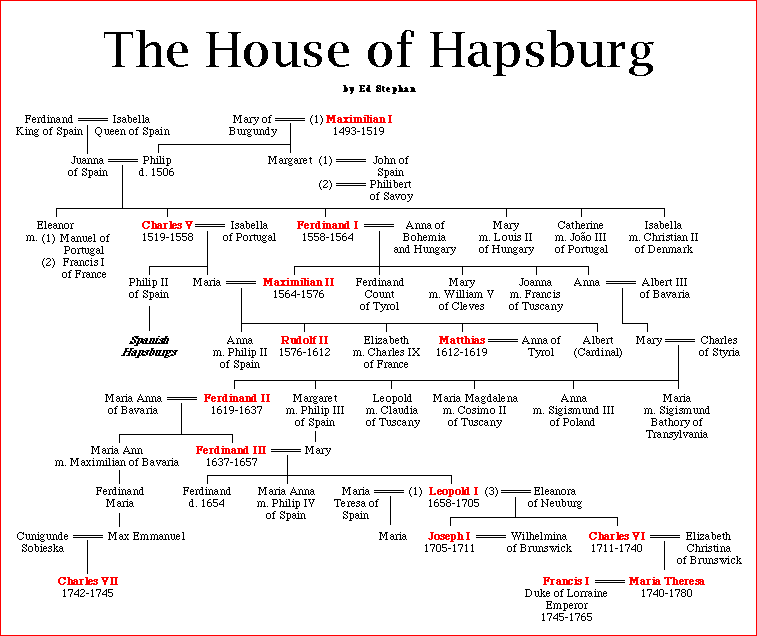 The House of Hapsburg
by Ed Stephan
Ferdinand Isabella Mary of (1) Maximilian I
King of Spain Queen of Spain Burgundy 1493-1519
Juanna Philip Margaret (1) John of
of Spain d. 1506 Spain
(2) Philibert
of Savoy
Eleanor Charles V Isabella Ferdinand I Anna of Mary Catherine Isabella
m. (1) Manuel of 1519-1558 of Portugal 1558-1564 Bohemia m. Louis II m. João III m. Christian II
Portugal and Hungary of Hungary of Portugal of Denmark
(2) Francis I
of France
Philip II Maria Maximilian II Ferdinand Mary Joanna Anna Albert III
of Spain 1564-1576 Count m. William V m. Francis of Bavaria
of Tyrol of Cleves of Tuscany
Spanish Anna Rudolf II Elizabeth Matthias Anna of Albert Mary Charles
Hapsburgs m. Philip II 1576-1612 m. Charles IX 1612-1619 Tyrol (Cardinal) of Styria
of Spain of France
Maria Anna Ferdinand II Margaret Leopold Maria Magdalena Anna Maria
of Bavaria 1619-1637 m. Philip III m. Claudia m. Cosimo II m. Sigismund III m. Sigismund
of Spain of Tuscany of Tuscany of Poland Bathory of
Transylvania
Maria Ann Ferdinand III Mary
m. Maximilian of Bavaria 1637-1657
Ferdinand Ferdinand Maria Anna Maria (1) Leopold I (3) Eleanora
Maria d. 1654 m. Philip IV Teresa of 1658-1705 of Neuburg
of Spain Spain
Cunigunde Max Emmanuel Maria Joseph I Wilhelmina Charles VI Elizabeth
Sobieska 1705-1711 of Brunswick 1711-1740 Christina
of Brunswick
Charles VII Francis I Maria Theresa
1742-1745 Duke of Lorraine 1740-1780
Emperor
1745-1765